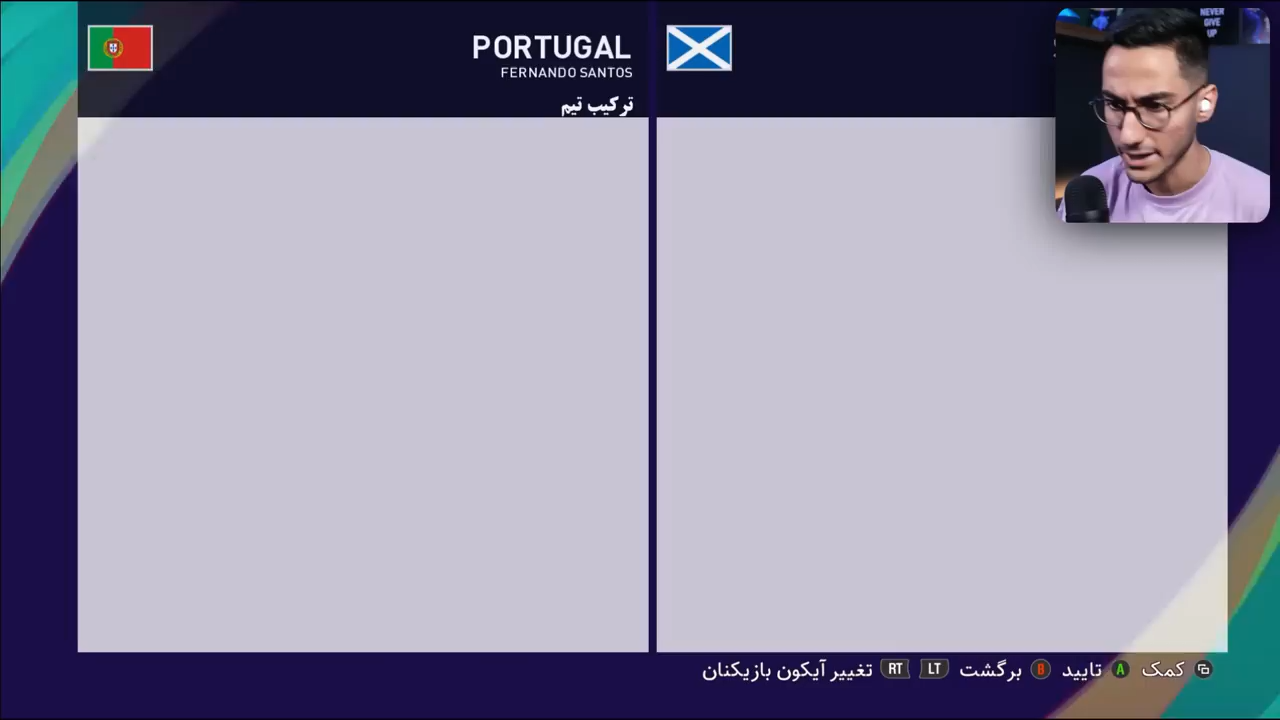 PORTUGAL
FERNANDO SANTOS
ترکیب تیم
NEVER
GIVE
UP
کمک A تایید B برگشت LT RT تغییر آیکون بازیکنان